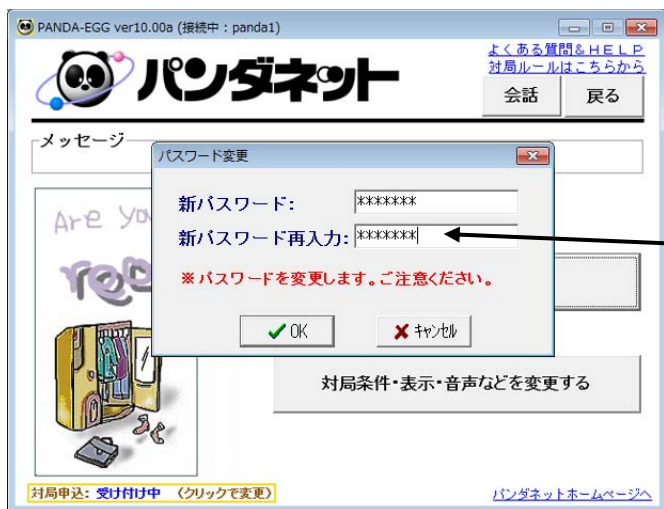 PANDA-EGG ver10.00a (接続中：panda1)
よくある質問＆ＨＥＬＰ
対局ルールはこちらから
パンダネット
会話
戻る
メッセージ
パスワード変更
新パスワード：
*******
新パスワード再入力：
*******
※パスワードを変更します。ご注意ください。
OK
キャンセル
Are yo
対局条件・表示・音声などを変更する
対局申込：受け付け中 （クリックで変更）
パンダネットホームページへ